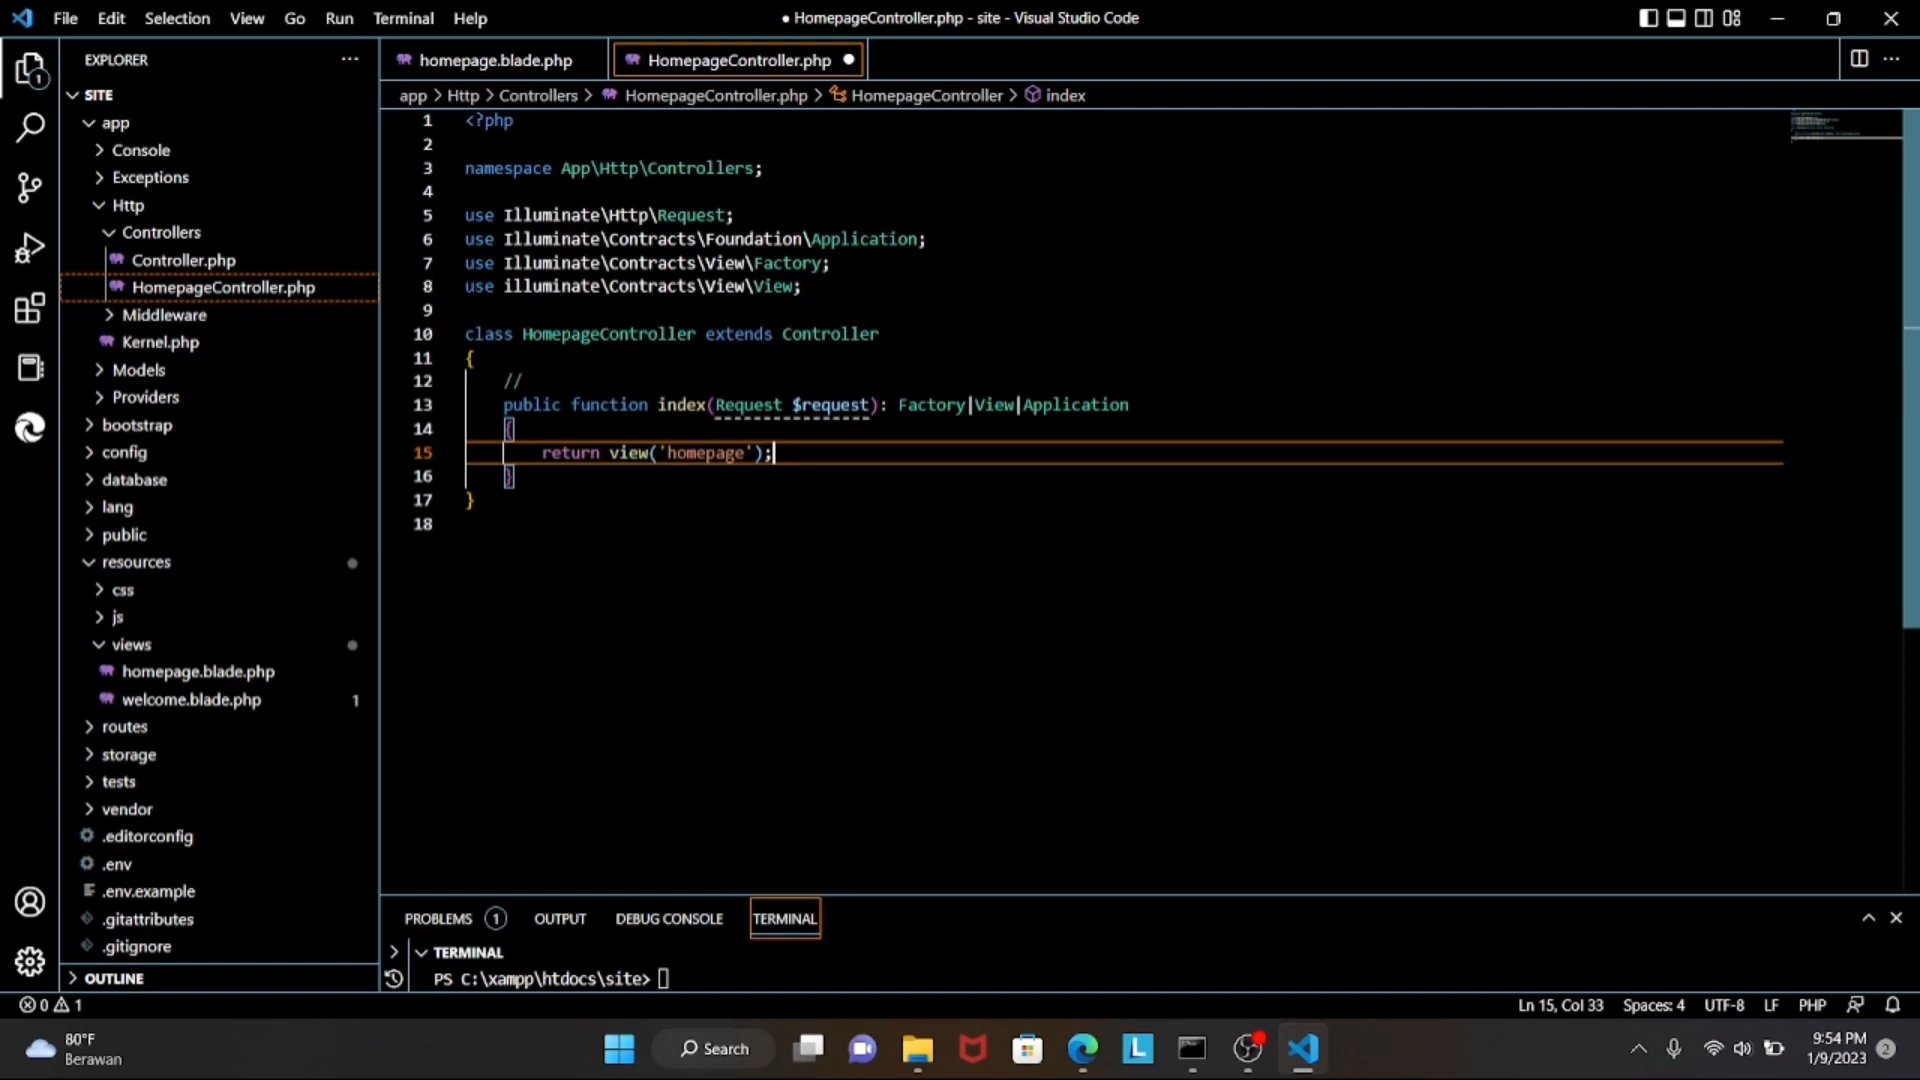 File Edit Selection View Go Run Terminal Help
● HomepageController.php - site - Visual Studio Code
EXPLORER
SITE
app
Console
Exceptions
Http
Controllers
Controller.php
HomepageController.php
Middleware
Kernel.php
Models
Providers
bootstrap
config
database
lang
public
resources
css
js
views
homepage.blade.php
welcome.blade.php 1
routes
storage
tests
vendor
.editorconfig
.env
.env.example
.gitattributes
.gitignore
OUTLINE
1
homepage.blade.php HomepageController.php
app > Http > Controllers > HomepageController.php > HomepageController > index
1 <?php
2
3 namespace App\Http\Controllers;
4
5 use Illuminate\Http\Request;
6 use Illuminate\Contracts\Foundation\Application;
7 use Illuminate\Contracts\View\Factory;
8 use illuminate\Contracts\View\View;
9
10 class HomepageController extends Controller
11 {
12 //
13 public function index(Request $request): Factory|View|Application
14 {
15 return view('homepage');
16 }
17 }
18
PROBLEMS 1 OUTPUT DEBUG CONSOLE TERMINAL
TERMINAL
PS C:\xampp\htdocs\site>
0 1
Ln 15, Col 33 Spaces: 4 UTF-8 LF PHP
80°F
Berawan
Search
L
9:54 PM
1/9/2023
2